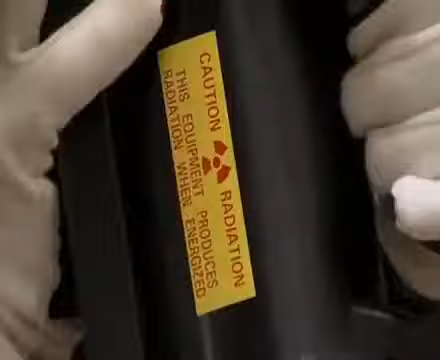 CAUTION RADIATION
THIS EQUIPMENT PRODUCES
RADIATION WHEN ENERGIZED